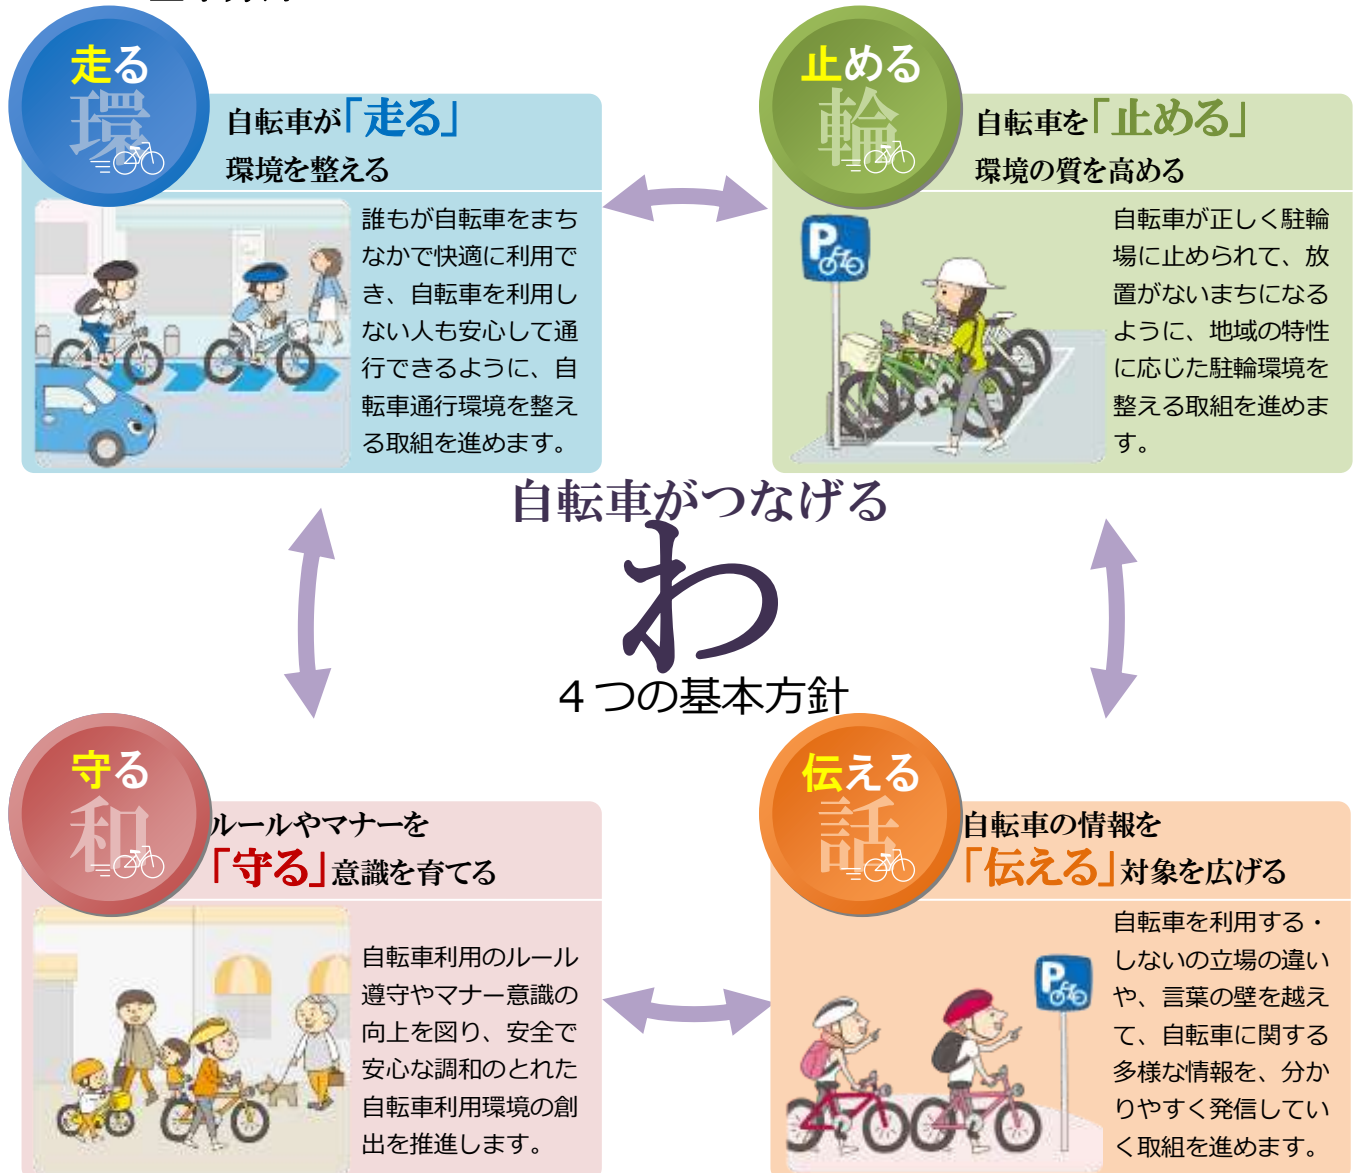 走る
環
自転車が「走る」
環境を整える
誰もが自転車をまち
なかで快適に利用で
き、自転車を利用し
ない人も安心して通
行できるように、自
転車通行環境を整え
る取組を進めます。
止める
輪
自転車を「止める」
環境の質を高める
P
自転車が正しく駐輪
場に止められて、放
置がないまちになる
ように、地域の特性
に応じた駐輪環境を
整える取組を進めま
す。
自転車がつなげる
わ
４つの基本方針
守る
和
ルールやマナーを
「守る」意識を育てる
自転車利用のルール
遵守やマナー意識の
向上を図り、安全で
安心な調和のとれた
自転車利用環境の創
出を推進します。
伝える
話
自転車の情報を
「伝える」対象を広げる
P
自転車を利用する・
しないの立場の違い
や、言葉の壁を越え
て、自転車に関する
多様な情報を、分か
りやすく発信してい
く取組を進めます。